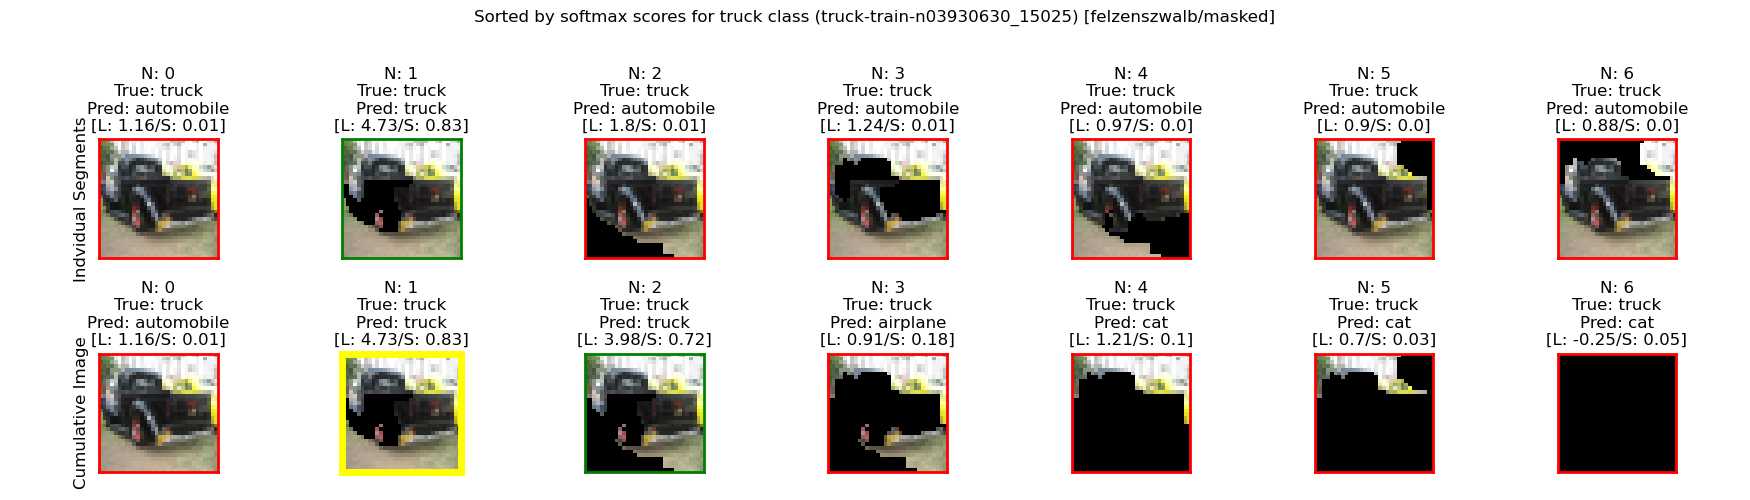 Sorted by softmax scores for truck class (truck-train-n03930630_15025) [felzenszwalb/masked]
Indvidual Segments
N: 0
True: truck
Pred: automobile
[L: 1.16/S: 0.01]
N: 1
True: truck
Pred: truck
[L: 4.73/S: 0.83]
N: 2
True: truck
Pred: automobile
[L: 1.8/S: 0.01]
N: 3
True: truck
Pred: automobile
[L: 1.24/S: 0.01]
N: 4
True: truck
Pred: automobile
[L: 0.97/S: 0.0]
N: 5
True: truck
Pred: automobile
[L: 0.9/S: 0.0]
N: 6
True: truck
Pred: automobile
[L: 0.88/S: 0.0]
Cumulative Image
N: 0
True: truck
Pred: automobile
[L: 1.16/S: 0.01]
N: 1
True: truck
Pred: truck
[L: 4.73/S: 0.83]
N: 2
True: truck
Pred: truck
[L: 3.98/S: 0.72]
N: 3
True: truck
Pred: airplane
[L: 0.91/S: 0.18]
N: 4
True: truck
Pred: cat
[L: 1.21/S: 0.1]
N: 5
True: truck
Pred: cat
[L: 0.7/S: 0.03]
N: 6
True: truck
Pred: cat
[L: -0.25/S: 0.05]